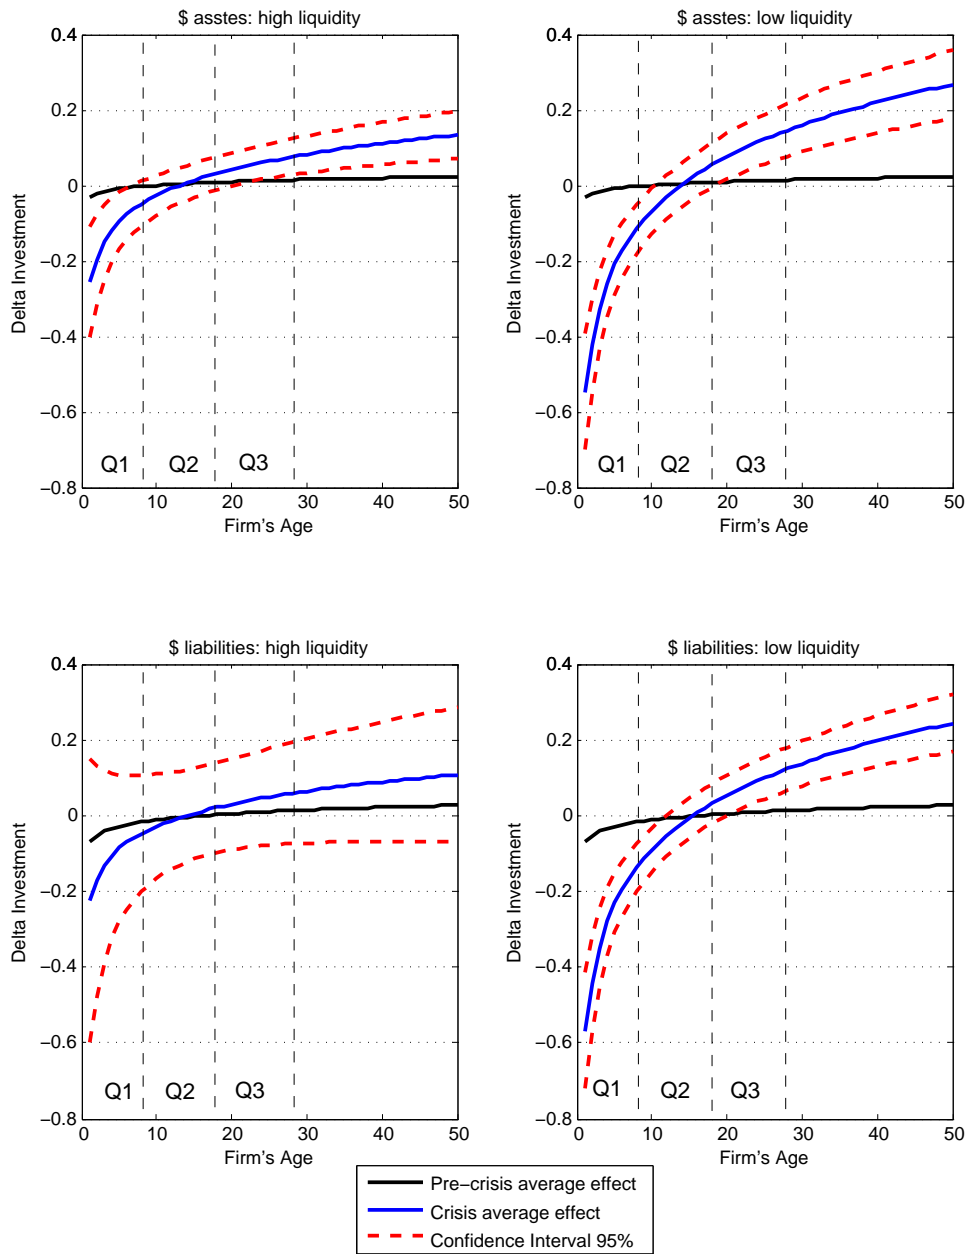 $ asstes: high liquidity
0.4
0.2
0
−0.2
−0.4
−0.6
−0.8
Delta Investment
Q1 Q2 Q3
0 10 20 30 40 50
Firm's Age
$ asstes: low liquidity
0.4
0.2
0
−0.2
−0.4
−0.6
−0.8
Delta Investment
Q1 Q2 Q3
0 10 20 30 40 50
Firm's Age
$ liabilities: high liquidity
0.4
0.2
0
−0.2
−0.4
−0.6
−0.8
Delta Investment
Q1 Q2 Q3
0 10 20 30 40 50
Firm's Age
$ liabilities: low liquidity
0.4
0.2
0
−0.2
−0.4
−0.6
−0.8
Delta Investment
Q1 Q2 Q3
0 10 20 30 40 50
Firm's Age
Pre−crisis average effect
Crisis average effect
Confidence Interval 95%